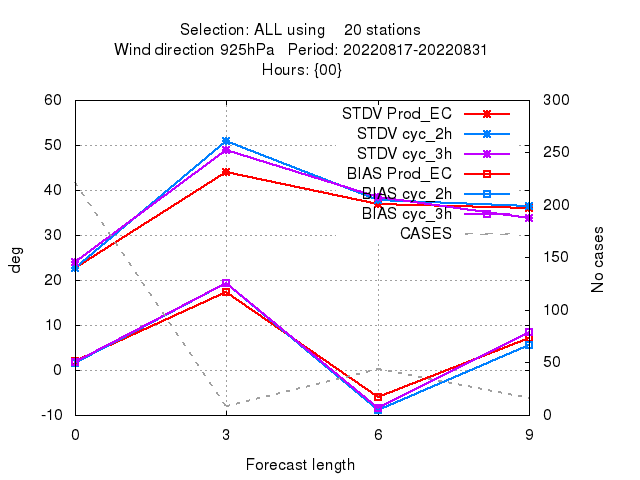 Selection: ALL using    20 stations
Wind direction 925hPa   Period: 20220817-20220831
Hours: {00}
60
50
40
30
20
10
0
-10
300
250
200
150
100
50
0
STDV Prod_EC
STDV cyc_2h
STDV cyc_3h
BIAS Prod_EC
BIAS cyc_2h
BIAS cyc_3h
CASES
deg
No cases
0 3 6 9
Forecast length